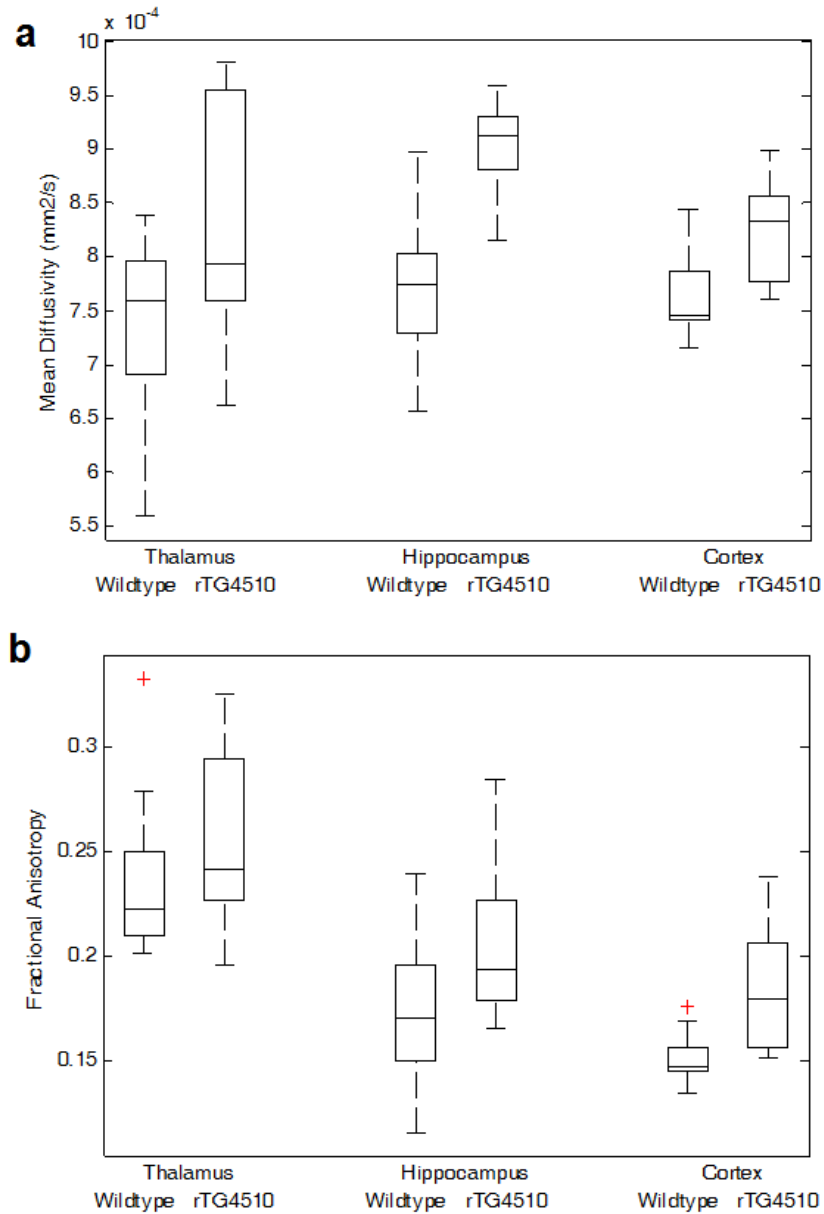 a
x 10⁻⁴
10
9.5
9
8.5
8
7.5
7
6.5
6
5.5
Mean Diffusivity (mm2/s)
Thalamus Hippocampus Cortex
Wildtype rTG4510 Wildtype rTG4510 Wildtype rTG4510
b
0.3
0.25
0.2
0.15
Fractional Anisotropy
Thalamus Hippocampus Cortex
Wildtype rTG4510 Wildtype rTG4510 Wildtype rTG4510